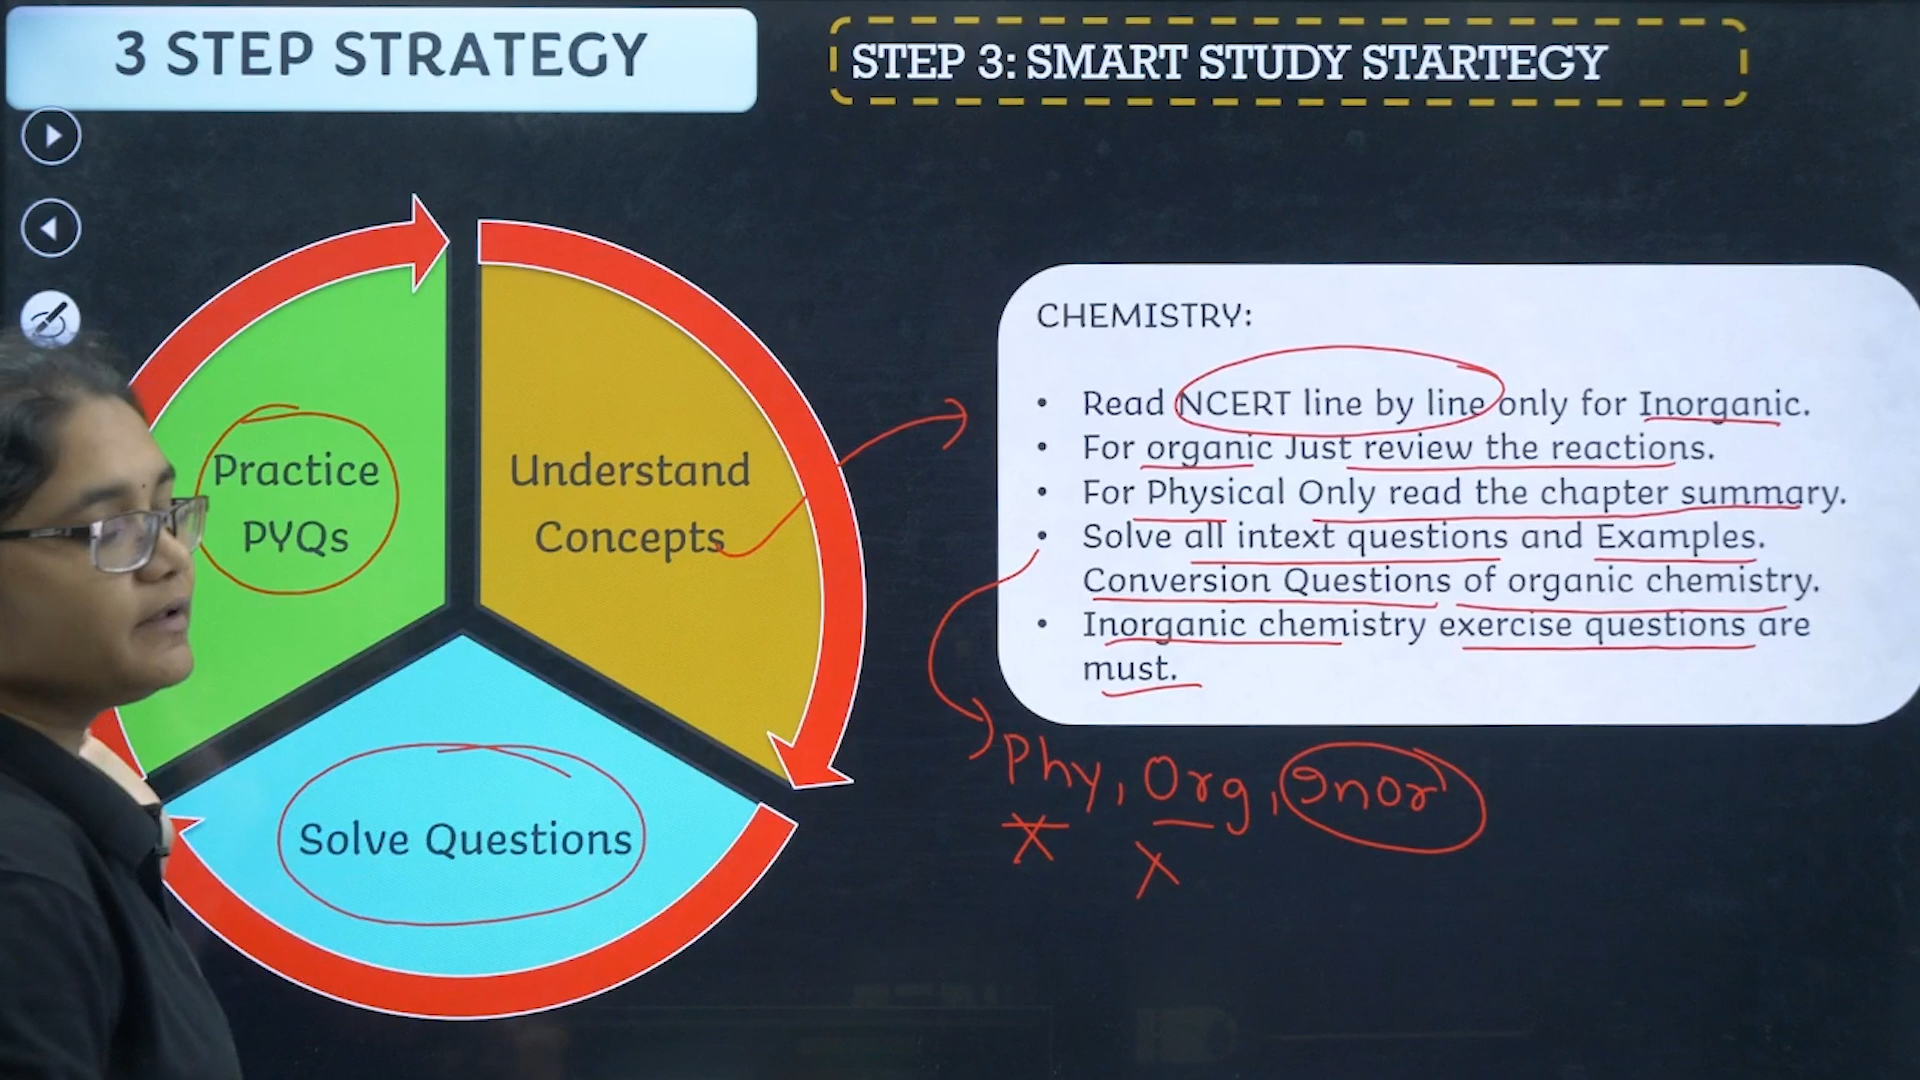 3 STEP STRATEGY
STEP 3: SMART STUDY STARTEGY
Practice
PYQs
Understand
Concepts
Solve Questions
CHEMISTRY:
• Read NCERT line by line only for Inorganic.
• For organic Just review the reactions.
• For Physical Only read the chapter summary.
• Solve all intext questions and Examples.
Conversion Questions of organic chemistry.
• Inorganic chemistry exercise questions are
must.
Phy, Org, Inor